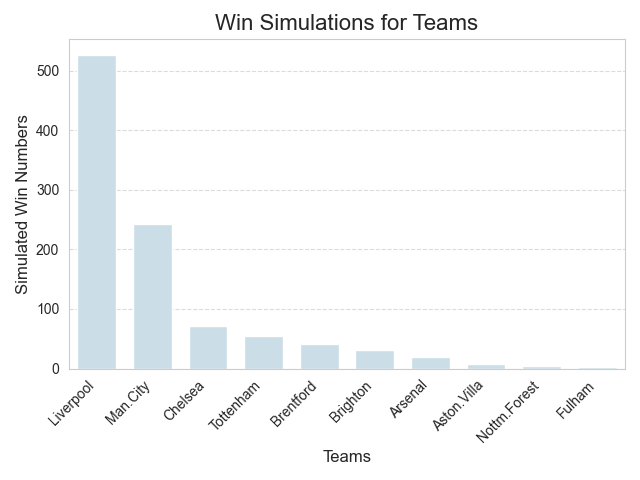 Win Simulations for Teams
Simulated Win Numbers
500
400
300
200
100
0
Liverpool
Man.City
Chelsea
Tottenham
Brentford
Brighton
Arsenal
Aston.Villa
Nottm.Forest
Fulham
Teams